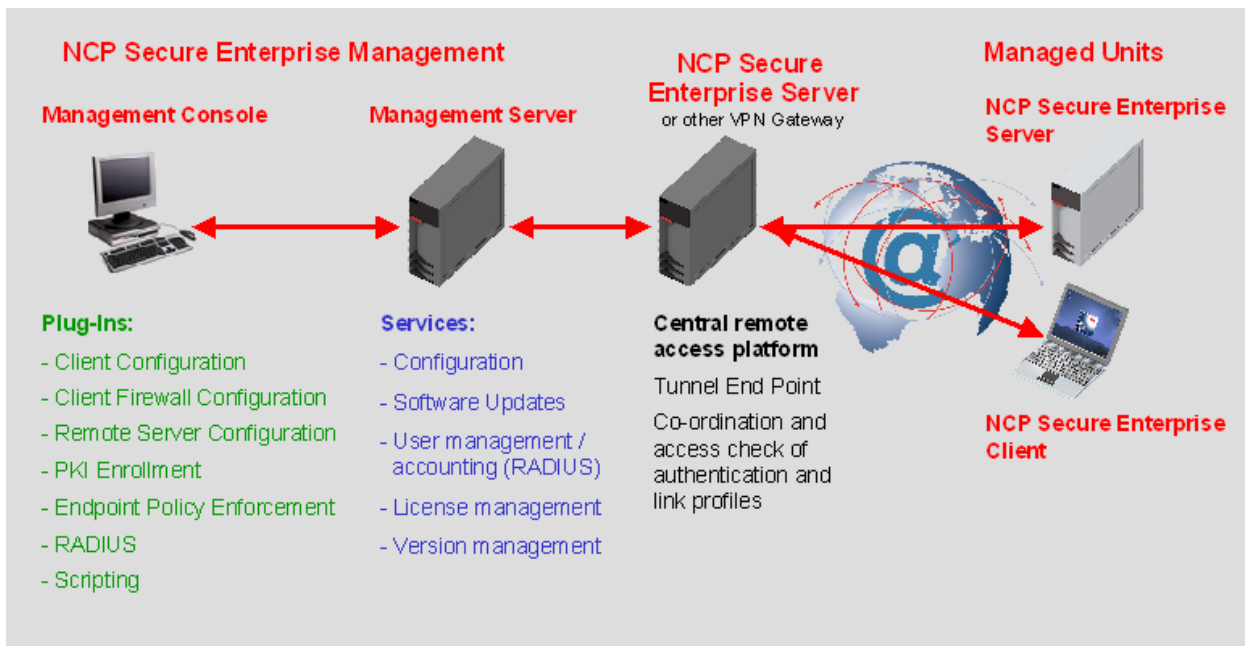 NCP Secure Enterprise Management
Management Console
Management Server
NCP Secure
Enterprise Server
or other VPN Gateway
Managed Units
NCP Secure Enterprise
Server
@
Plug-Ins:
- Client Configuration
- Client Firewall Configuration
- Remote Server Configuration
- PKI Enrollment
- Endpoint Policy Enforcement
- RADIUS
- Scripting
Services:
- Configuration
- Software Updates
- User management /
accounting (RADIUS)
- License management
- Version management
Central remote
access platform
Tunnel End Point
Co-ordination and
access check of
authentication and
link profiles
NCP Secure Enterprise
Client